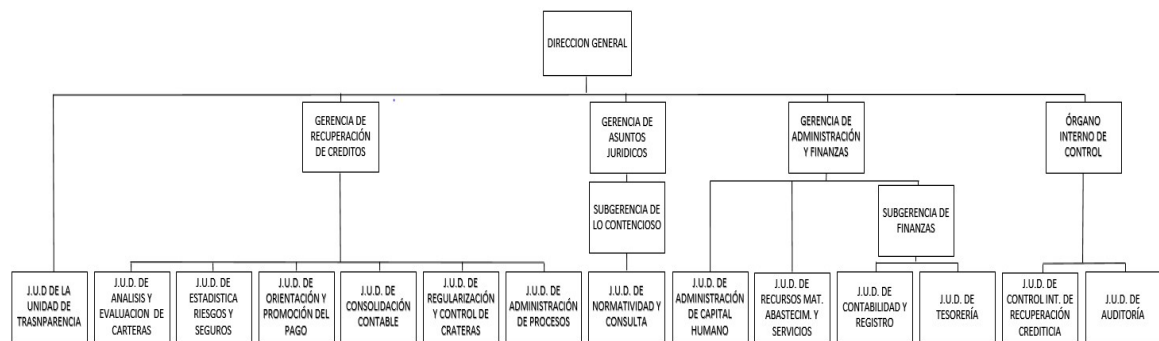 DIRECCION GENERAL
GERENCIA DE
RECUPERACIÓN
DE CREDITOS
GERENCIA DE
ASUNTOS
JURIDICOS
GERENCIA DE
ADMINISTRACIÓN
Y FINANZAS
ÓRGANO
INTERNO DE
CONTROL
SUBGERENCIA DE
LO CONTENCIOSO
SUBGERENCIA DE
FINANZAS
J.U.D DE LA
UNIDAD DE
TRASNPARENCIA
J.U.D. DE
ANALISIS Y
EVALUACION DE
CARTERAS
J.U.D. DE
ESTADISTICA
RIESGOS Y
SEGUROS
J.U.D. DE
ORIENTACIÓN Y
PROMOCIÓN DEL
PAGO
J.U.D. DE
CONSOLIDACIÓN
CONTABLE
J.U.D. DE
REGULARIZACIÓN
Y CONTROL DE
CRATERAS
J.U.D. DE
ADMINISTRACIÓN
DE PROCESOS
J.U.D. DE
NORMATIVIDAD Y
CONSULTA
J.U.D. DE
ADMINISTRACIÓN
DE CAPITAL
HUMANO
J.U.D. DE
RECURSOS MAT.
ABASTECIM. Y
SERVICIOS
J.U.D. DE
CONTABILIDAD Y
REGISTRO
J.U.D. DE
TESORERÍA
J.U.D. DE
CONTROL INT. DE
RECUPERACIÓN
CREDITICIA
J.U.D. DE
AUDITORÍA